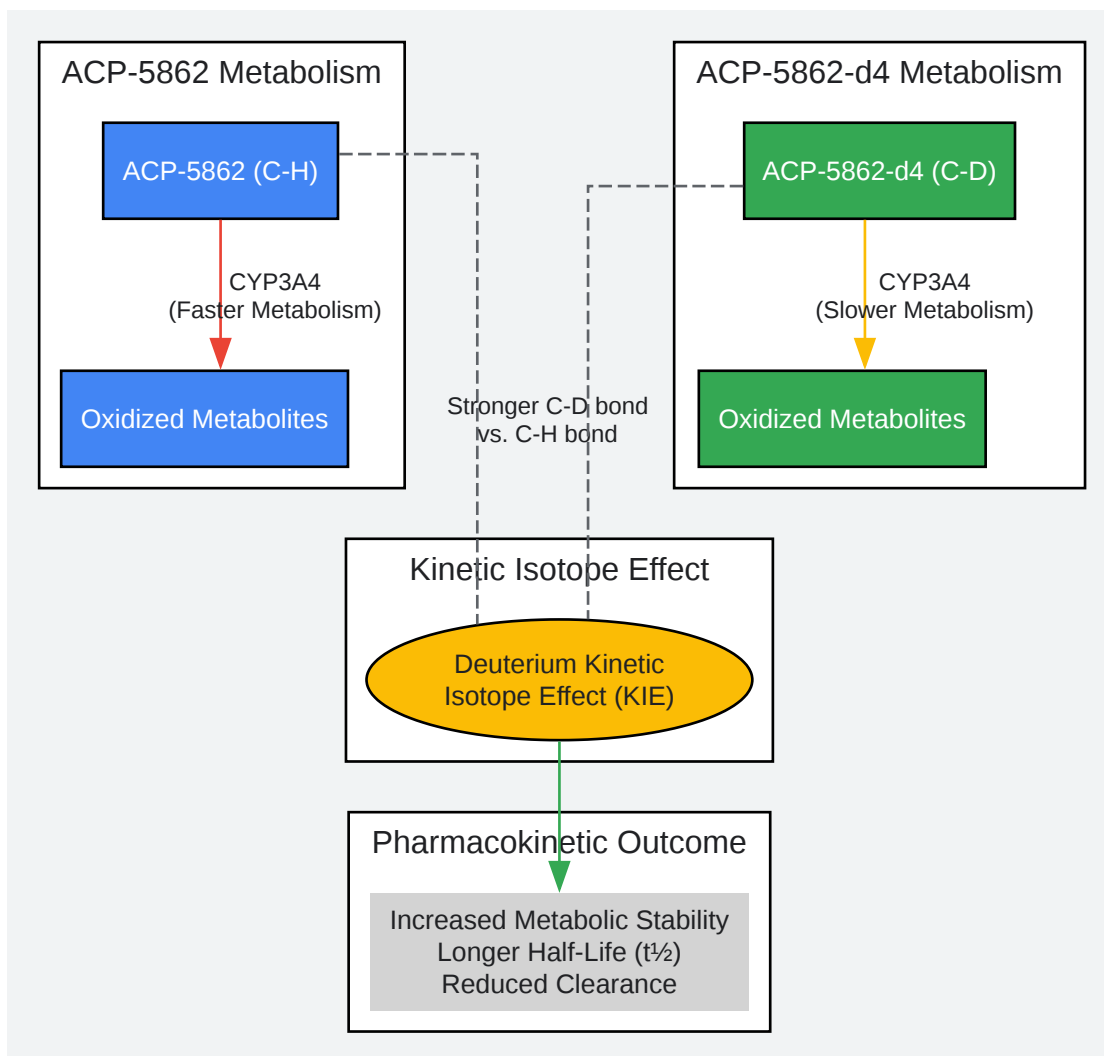 ACP-5862 Metabolism
ACP-5862 (C-H)
CYP3A4
(Faster Metabolism)
Oxidized Metabolites
ACP-5862-d4 Metabolism
ACP-5862-d4 (C-D)
CYP3A4
(Slower Metabolism)
Oxidized Metabolites
Stronger C-D bond
vs. C-H bond
Kinetic Isotope Effect
Deuterium Kinetic
Isotope Effect (KIE)
Pharmacokinetic Outcome
Increased Metabolic Stability
Longer Half-Life (t½)
Reduced Clearance